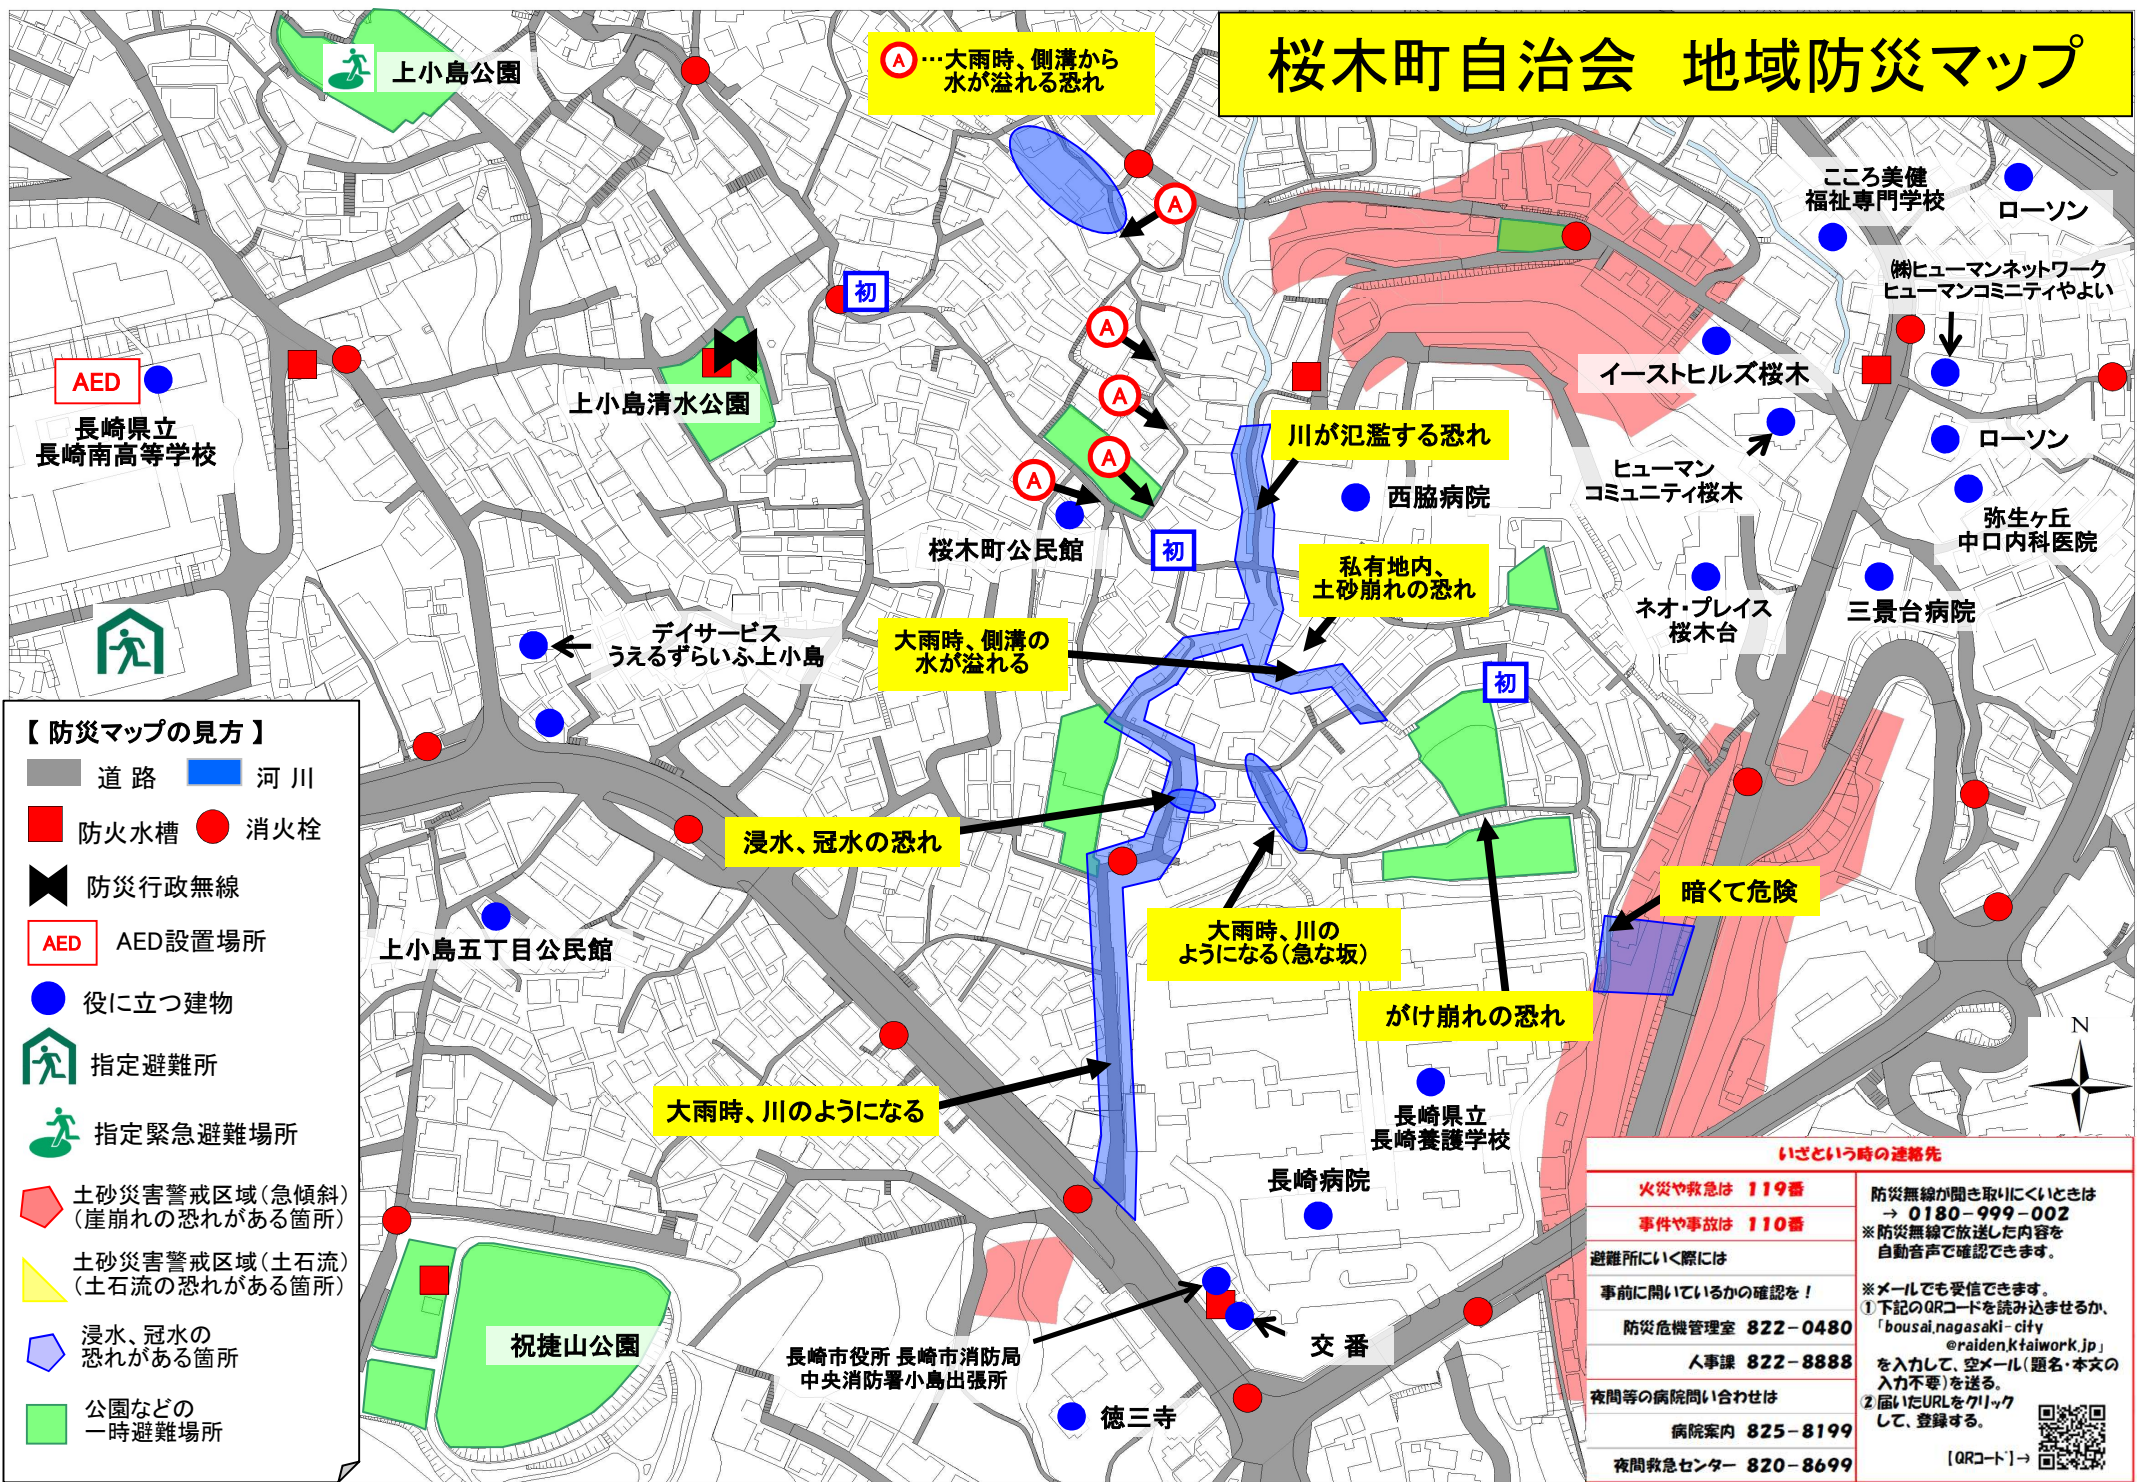 桜木町自治会 地域防災マップ
A…大雨時、側溝から
水が溢れる恐れ
上小島公園
こころ美健
福祉専門学校
ローソン
㈱ヒューマンネットワーク
ヒューマンコミニティやよい
A
初
A
A
A
A
AED
長崎県立
長崎南高等学校
上小島清水公園
イーストヒルズ桜木
川が氾濫する恐れ
西脇病院
ヒューマン
コミュニティ桜木
ローソン
弥生ヶ丘
中口内科医院
桜木町公民館
初
私有地内、
土砂崩れの恐れ
ネオ・プレイス
桜木台
三景台病院
デイサービス
うえるずらいふ上小島
大雨時、側溝の
水が溢れる
初
浸水、冠水の恐れ
暗くて危険
大雨時、川の
ようになる(急な坂)
上小島五丁目公民館
がけ崩れの恐れ
大雨時、川のようになる
長崎県立
長崎養護学校
長崎病院
祝捷山公園
長崎市役所 長崎市消防局
中央消防署小島出張所
交番
徳三寺
N
【 防災マップの見方 】
道路 河川
防火水槽 消火栓
防災行政無線
AED AED設置場所
役に立つ建物
指定避難所
指定緊急避難場所
土砂災害警戒区域(急傾斜)
(崖崩れの恐れがある箇所)
土砂災害警戒区域(土石流)
(土石流の恐れがある箇所)
浸水、冠水の
恐れがある箇所
公園などの
一時避難場所
いざという時の連絡先
火災や救急は 119番
事件や事故は 110番
避難所にいく際には
事前に開いているかの確認を！
防災危機管理室 822-0480
人事課 822-8888
夜間等の病院問い合わせは
病院案内 825-8199
夜間救急センター 820-8699
防災無線が聞き取りにくいときは
→ 0180-999-002
※防災無線で放送した内容を
自動音声で確認できます。
※メールでも受信できます。
①下記のQRコードを読み込ませるか、
「bousai.nagasaki-city
@raiden.ktaiwork.jp」
を入力して、空メール(題名・本文の
入力不要)を送る。
②届いたURLをクリック
して、登録する。
【QRコード】→